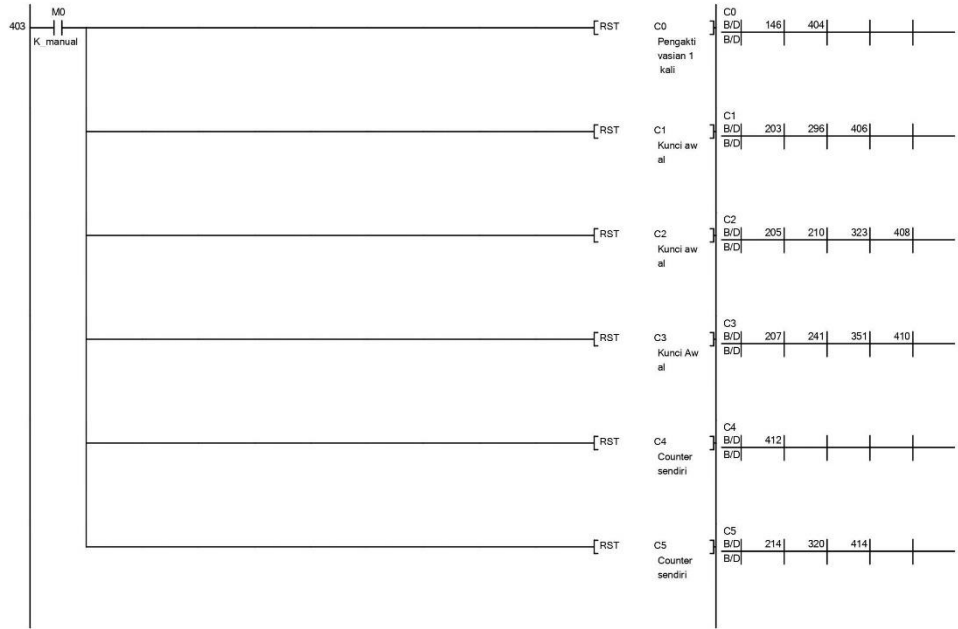 M0
403
K_manual
RST C0
Pengakti
vasian 1
kali
C0
B/D 146 404
B/D
RST C1
Kunci aw
al
C1
B/D 203 296 406
B/D
RST C2
Kunci aw
al
C2
B/D 205 210 323 408
B/D
RST C3
Kunci Aw
al
C3
B/D 207 241 351 410
B/D
RST C4
Counter
sendiri
C4
B/D 412
B/D
RST C5
Counter
sendiri
C5
B/D 214 320 414
B/D